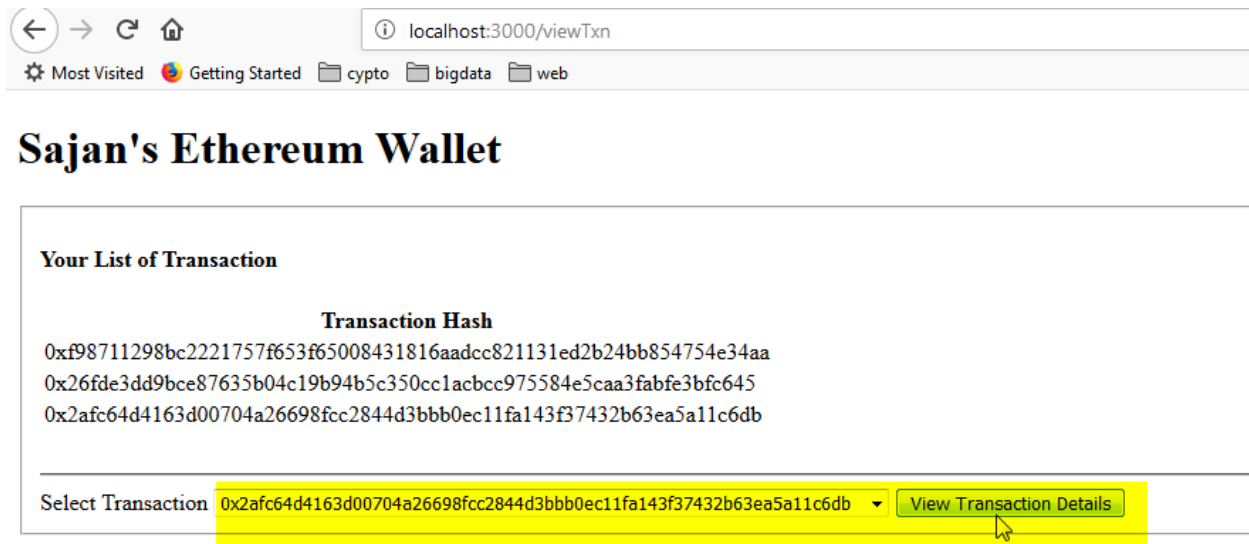 localhost:3000/viewTxn
Most Visited Getting Started cypto bigdata web
Sajan's Ethereum Wallet
Your List of Transaction
Transaction Hash
0xf98711298bc2221757f653f65008431816aadcc821131ed2b24bb854754e34aa
0x26fde3dd9bce87635b04c19b94b5c350cc1acbcc975584e5caa3fabfe3bfc645
0x2afc64d4163d00704a26698fcc2844d3bbb0ec11fa143f37432b63ea5a11c6db
Select Transaction 0x2afc64d4163d00704a26698fcc2844d3bbb0ec11fa143f37432b63ea5a11c6db View Transaction Details